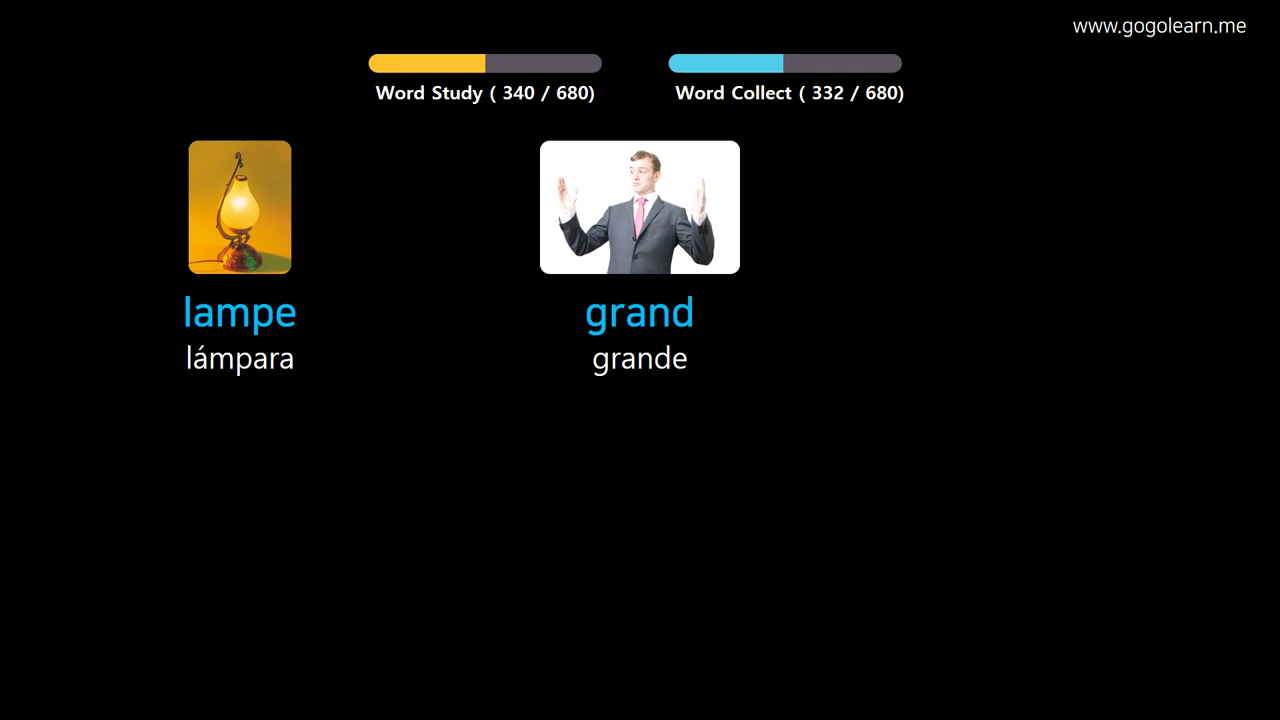 www.gogolearn.me
Word Study ( 340 / 680)
Word Collect ( 332 / 680)
lampe
lámpara
grand
grande